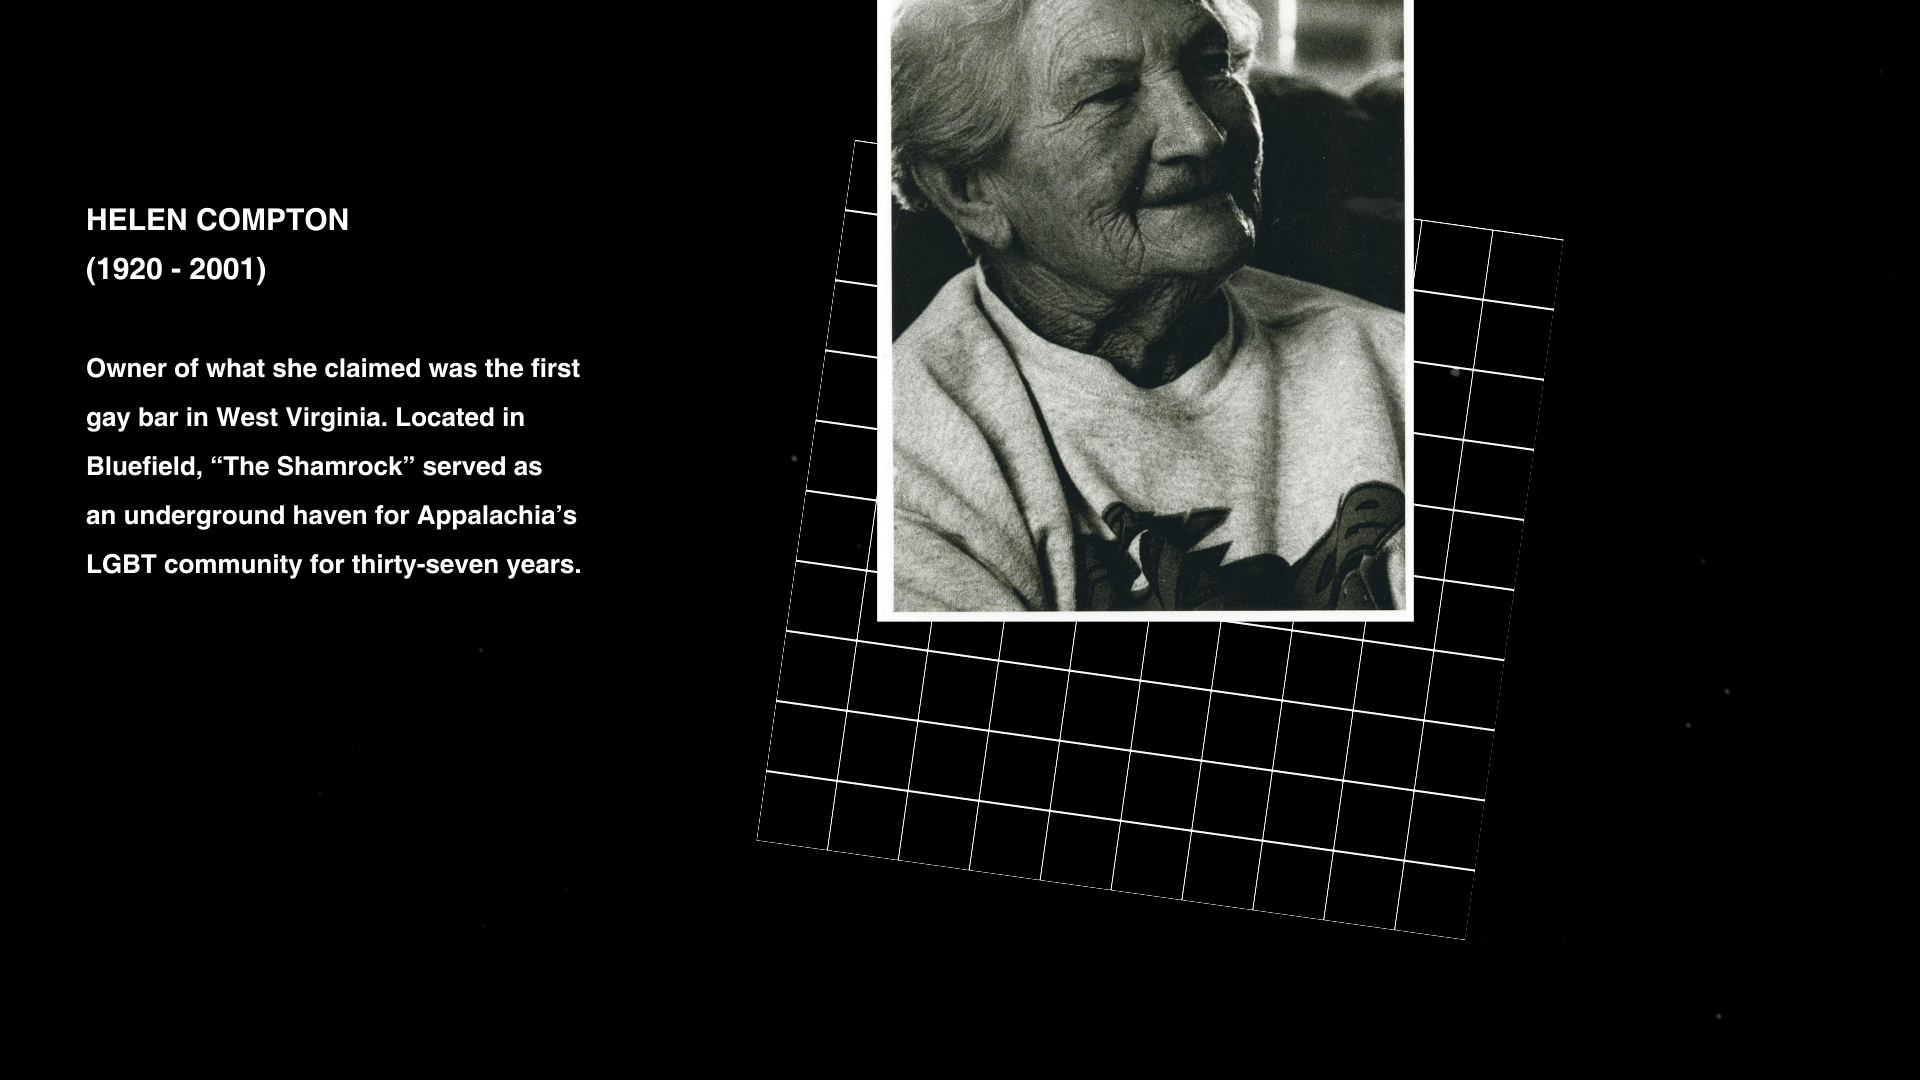 HELEN COMPTON
(1920 - 2001)
Owner of what she claimed was the first
gay bar in West Virginia. Located in
Bluefield, “The Shamrock” served as
an underground haven for Appalachia’s
LGBT community for thirty-seven years.